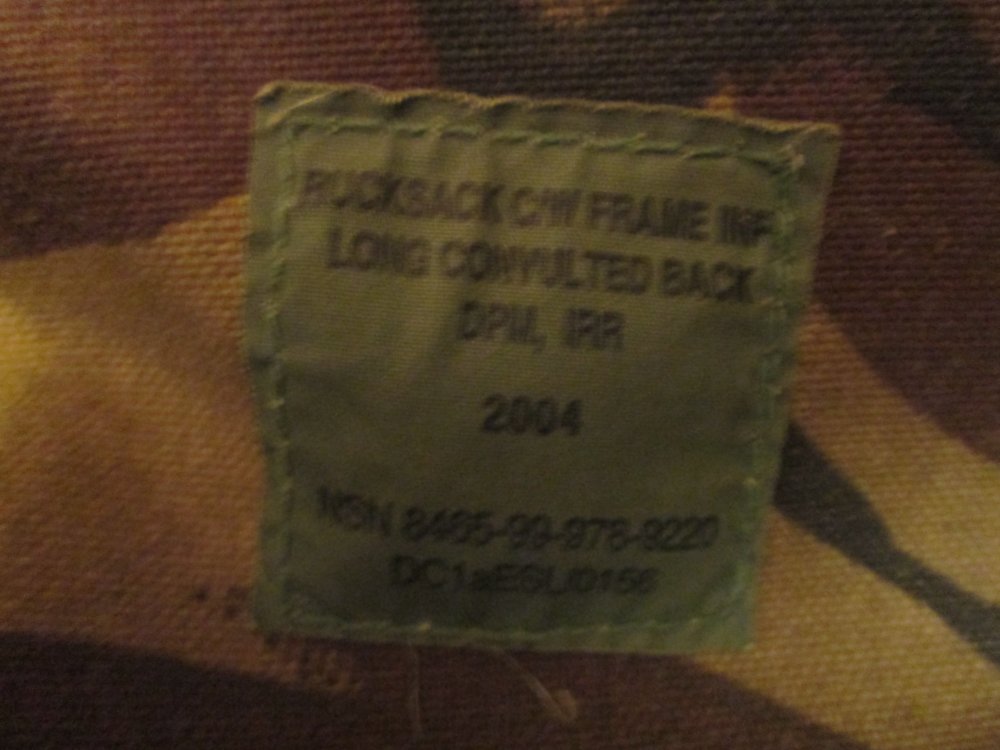 RUCKSACK C/W FRAME INF
LONG CONVULTED BACK
DPM, IRR
2004
NSN 8465-99-978-9220